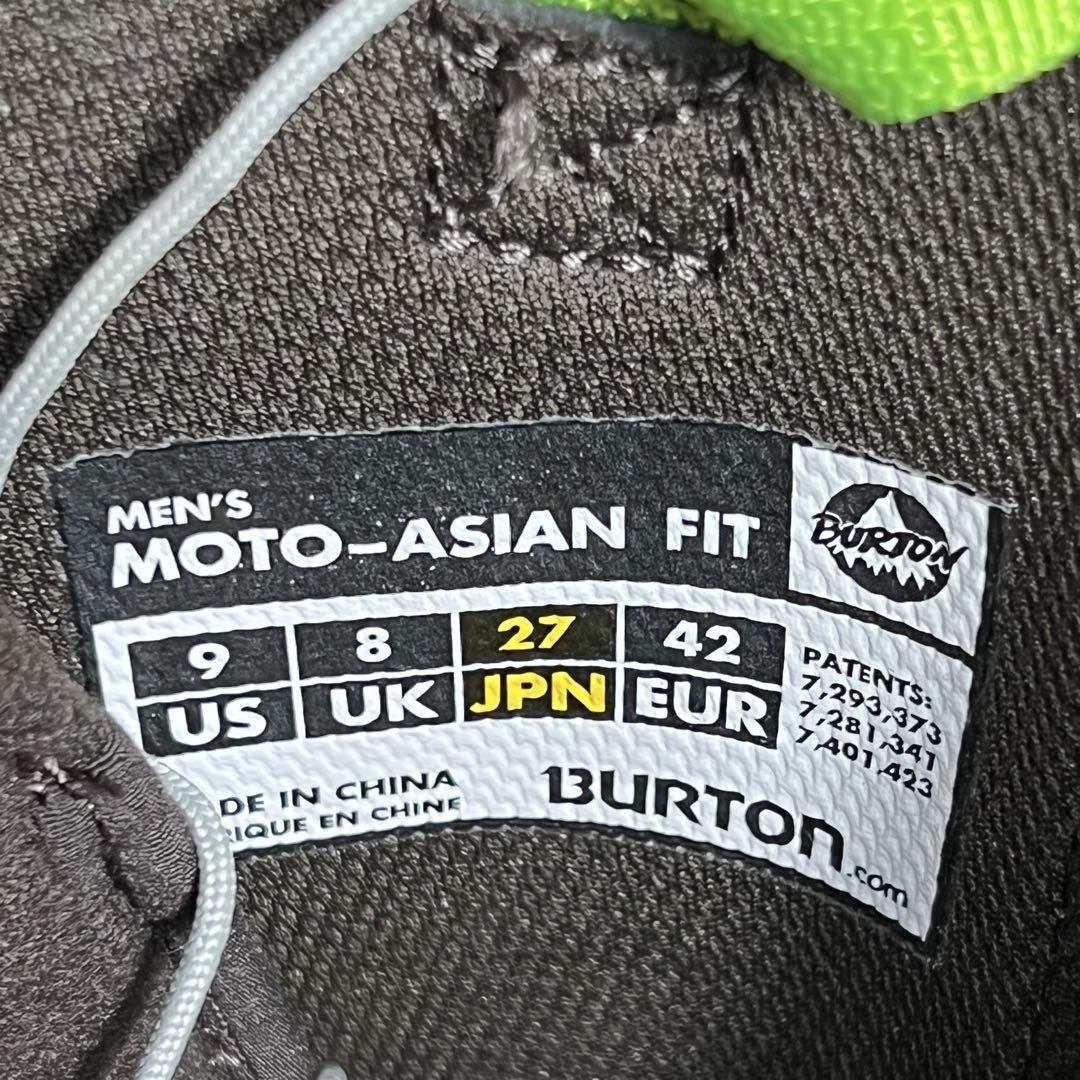 MEN'S
MOTO-ASIAN FIT
BURTON
9 8 27 42
US UK JPN EUR
PATENTS:
7,293,373
7,281,341
7,401,423
DE IN CHINA
RIQUE EN CHINE
BURTON.com